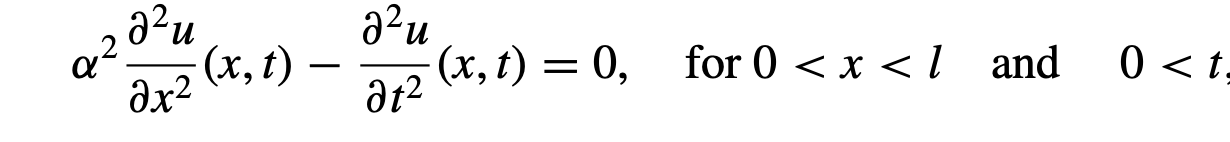 α² ∂²u/∂x² (x, t) − ∂²u/∂t² (x, t) = 0, for 0 < x < l and 0 < t,